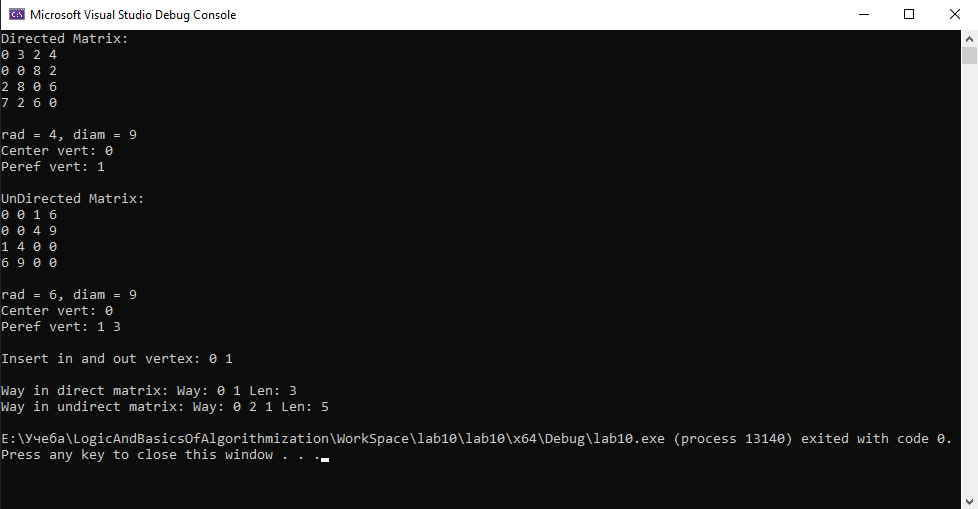 Microsoft Visual Studio Debug Console
Directed Matrix:
0 3 2 4
0 0 8 2
2 8 0 6
7 2 6 0
rad = 4, diam = 9
Center vert: 0
Peref vert: 1
UnDirected Matrix:
0 0 1 6
0 0 4 9
1 4 0 0
6 9 0 0
rad = 6, diam = 9
Center vert: 0
Peref vert: 1 3
Insert in and out vertex: 0 1
Way in direct matrix: Way: 0 1 Len: 3
Way in undirect matrix: Way: 0 2 1 Len: 5
E:\Учеба\LogicAndBasicsOfAlgorithmization\WorkSpace\lab10\lab10\x64\Debug\lab10.exe (process 13140) exited with code 0.
Press any key to close this window . . .